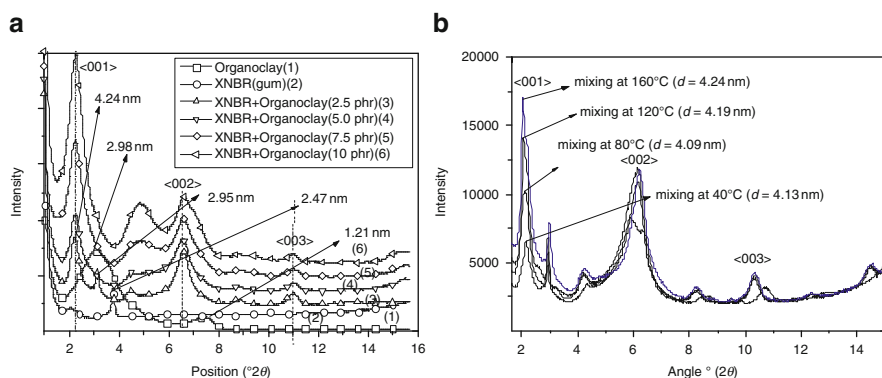 a
<001>
4.24 nm
2.98 nm
Organoclay(1)
XNBR(gum)(2)
XNBR+Organoclay(2.5 phr)(3)
XNBR+Organoclay(5.0 phr)(4)
XNBR+Organoclay(7.5 phr)(5)
XNBR+Organoclay(10 phr)(6)
<002>
2.95 nm
2.47 nm
1.21 nm
<003>
(6)
(5)
(4)
(3)
(2)
(1)
Intensity
2 4 6 8 10 12 14 16
Position (°2θ)
b
20000
15000
10000
5000
Intensity
<001>
mixing at 160°C (d = 4.24 nm)
mixing at 120°C (d = 4.19 nm)
mixing at 80°C (d = 4.09 nm)
<002>
mixing at 40°C (d = 4.13 nm)
<003>
2 4 6 8 10 12 14
Angle ° (2θ)